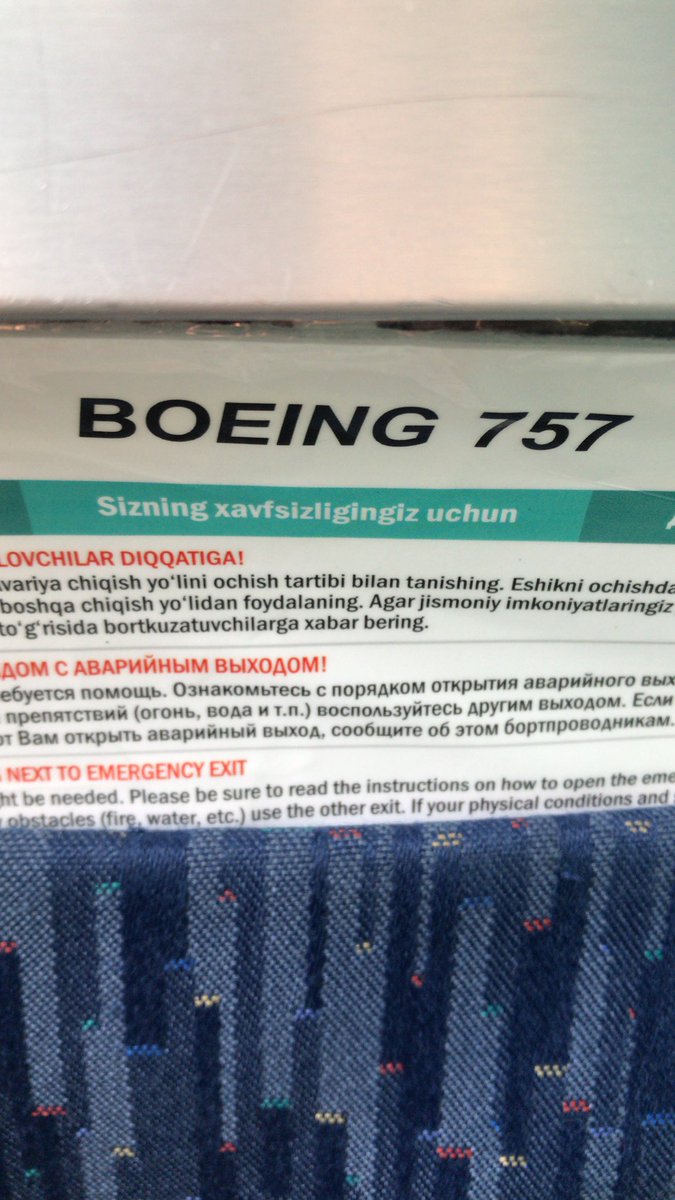 BOEING 757
Sizning xavfsizligingiz uchun
LOVCHILAR DIQQATIGA!
variya chiqish yo‘lini ochish tartibi bilan tanishing. Eshikni ochishda
boshqa chiqish yo‘lidan foydalaning. Agar jismoniy imkoniyatlaringiz
to‘g‘risida bortkuzatuvchilarga xabar bering.
ДОМ С АВАРИЙНЫМ ВЫХОДОМ!
ебуется помощь. Ознакомьтесь с порядком открытия аварийного вых
препятствий (огонь, вода и т.п.) воспользуйтесь другим выходом. Если
от Вам открыть аварийный выход, сообщите об этом бортпроводникам.
NEXT TO EMERGENCY EXIT
ht be needed. Please be sure to read the instructions on how to open the eme
obstacles (fire, water, etc.) use the other exit. If your physical conditions and